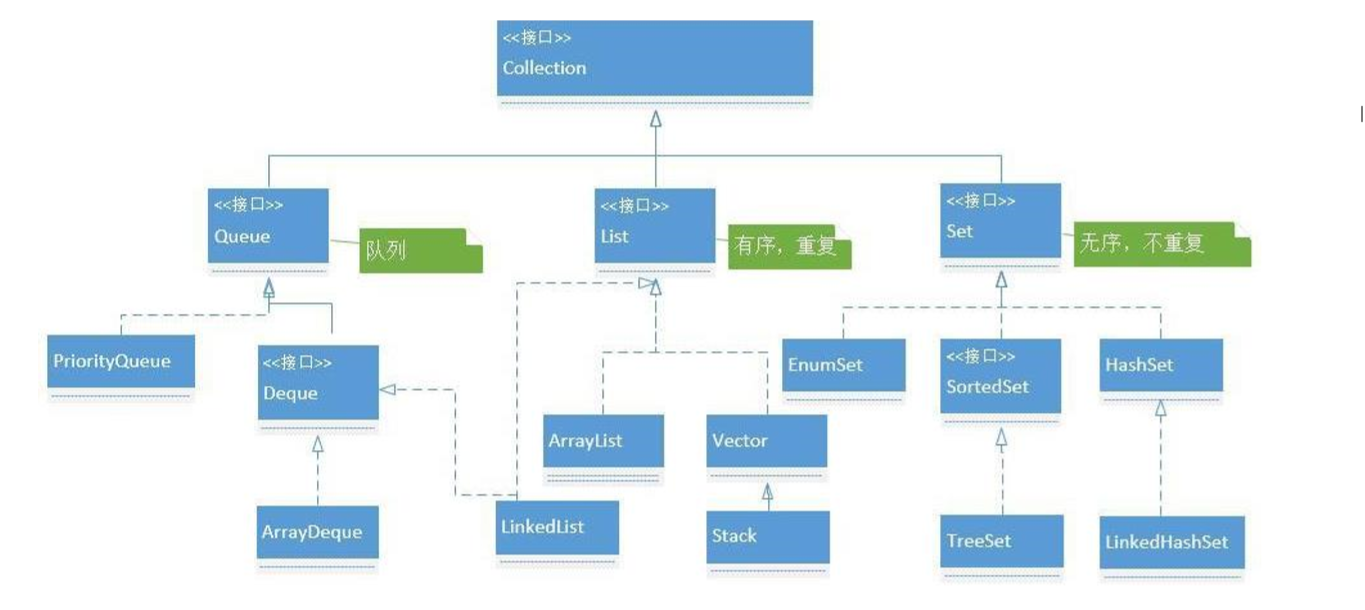 <<接口>>
Collection
<<接口>>
Queue
队列
<<接口>>
List
有序，重复
<<接口>>
Set
无序，不重复
PriorityQueue
<<接口>>
Deque
EnumSet
<<接口>>
SortedSet
HashSet
ArrayList
Vector
ArrayDeque
LinkedList
Stack
TreeSet
LinkedHashSet